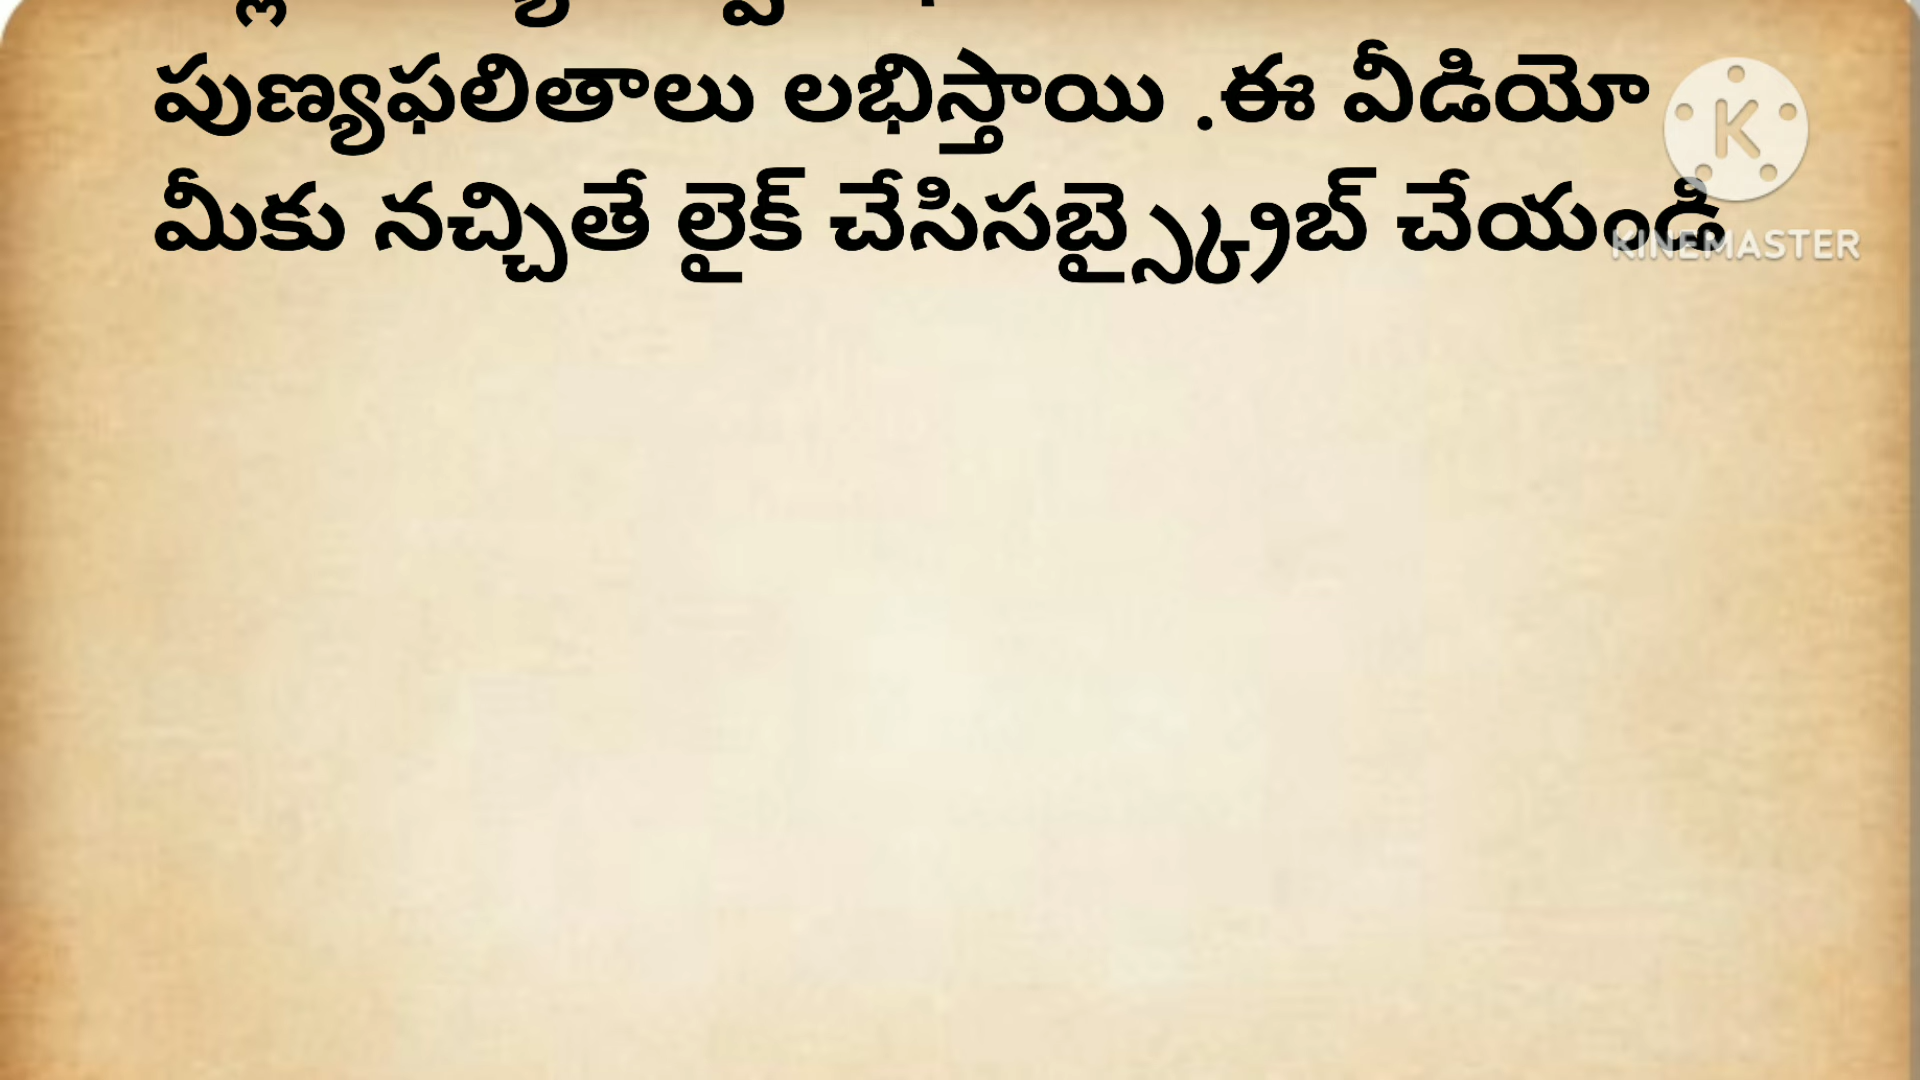 పుణ్యఫలితాలు లభిస్తాయి .ఈ వీడియో
మీకు నచ్చితే లైక్ చేసిసబ్స్క్రైబ్ చేయండి
K
KINEMASTER